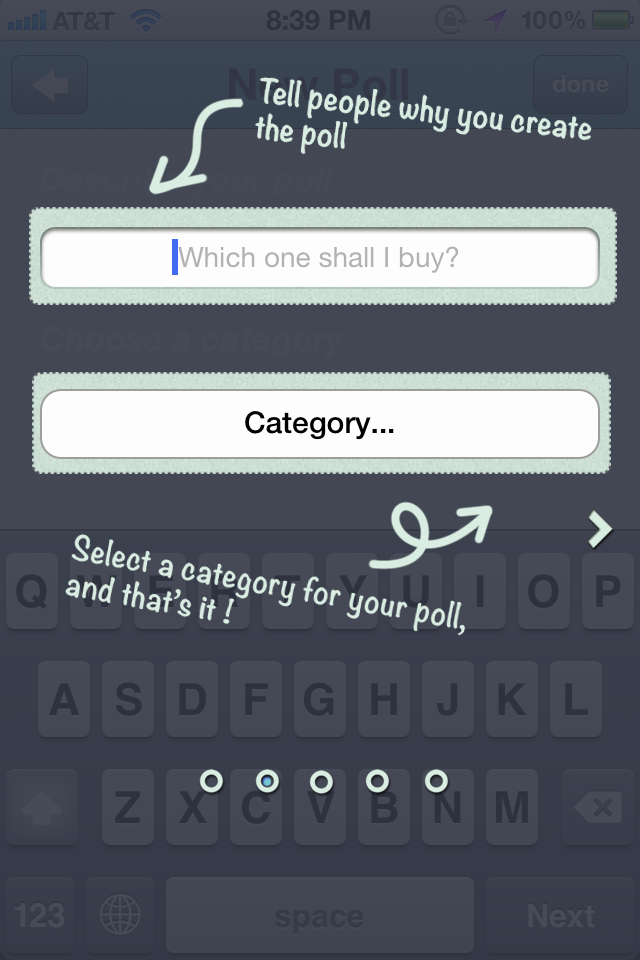 AT&T 8:39 PM 100%
New Poll done
Tell people why you create
the poll
Describe your poll
Which one shall I buy?
Choose a category
Category...
Select a category for your poll,
and that's it !
Q W E R T Y U I O P
A S D F G H J K L
Z X C V B N M
123 space Next